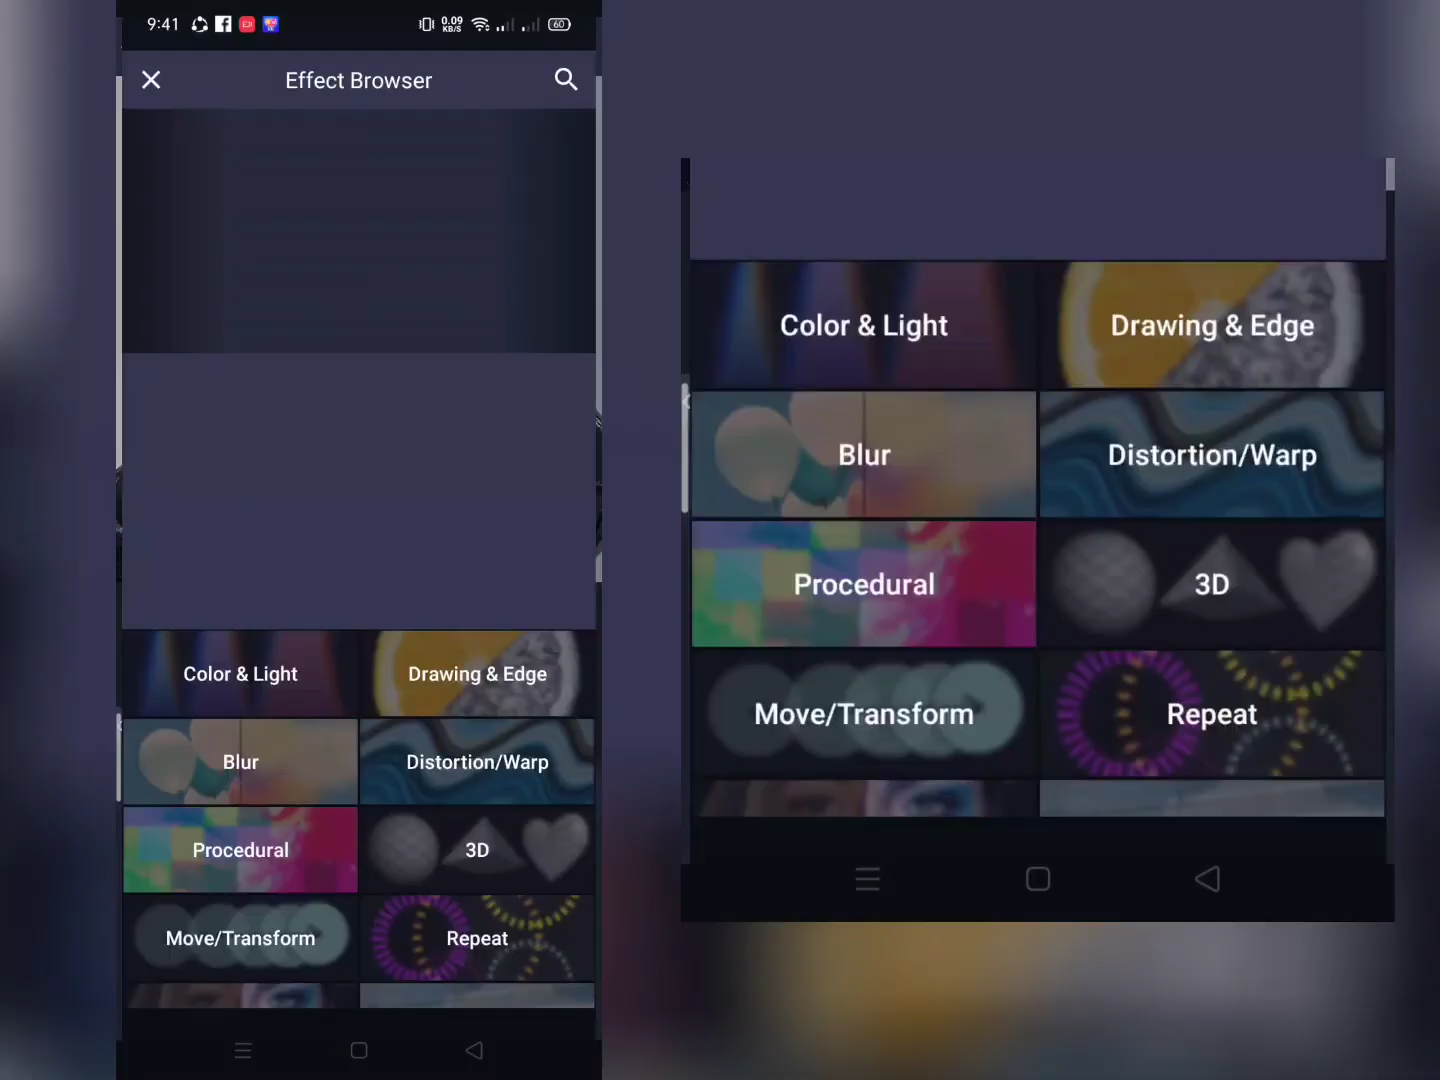 9:41
0.09
KB/S
60
Effect Browser
Color & Light
Drawing & Edge
Blur
Distortion/Warp
Procedural
3D
Move/Transform
Repeat
Color & Light
Drawing & Edge
Blur
Distortion/Warp
Procedural
3D
Move/Transform
Repeat